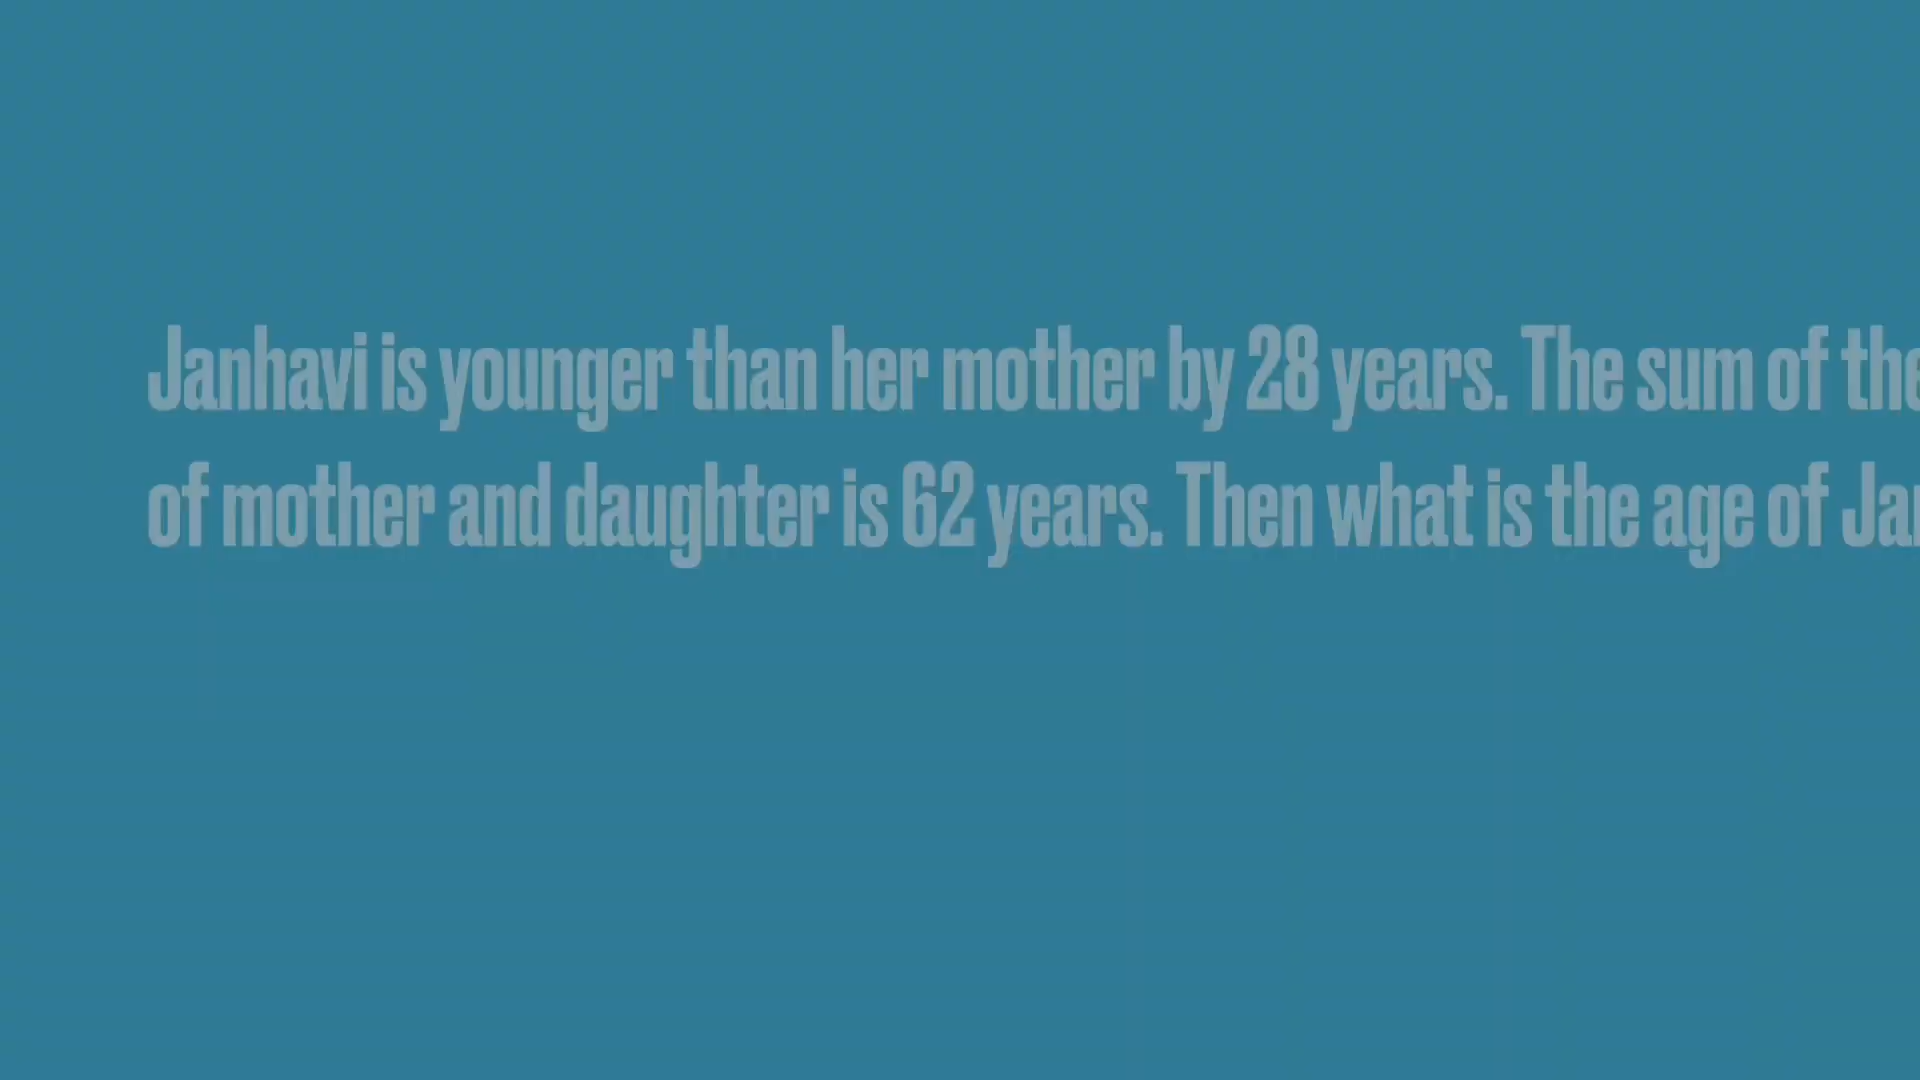 Janhavi is younger than her mother by 28 years. The sum of the
of mother and daughter is 62 years. Then what is the age of